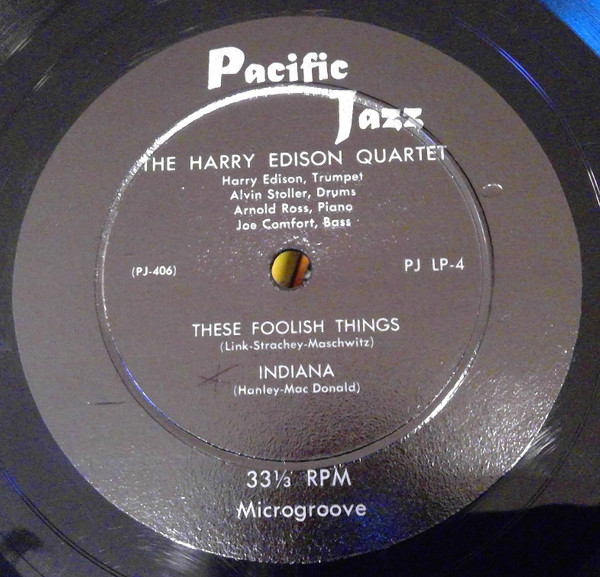 Pacific
Jazz
THE HARRY EDISON QUARTET
Harry Edison, Trumpet
Alvin Stoller, Drums
Arnold Ross, Piano
Joe Comfort, Bass
(PJ-406) PJ LP-4
THESE FOOLISH THINGS
(Link-Strachey-Maschwitz)
INDIANA
(Hanley-Mac Donald)
33⅓ RPM
Microgroove